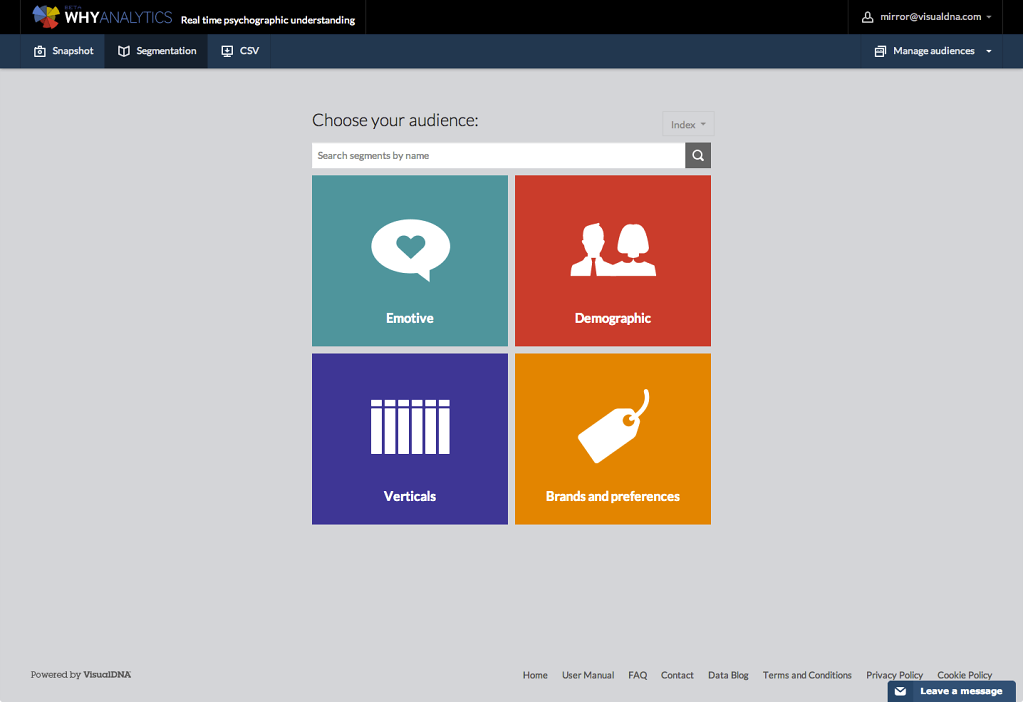 BETA
WHYANALYTICS Real time psychographic understanding
mirror@visualdna.com
Snapshot Segmentation CSV Manage audiences
Choose your audience:
Index
Search segments by name
Emotive Demographic
Verticals Brands and preferences
Powered by VisualDNA
Home User Manual FAQ Contact Data Blog Terms and Conditions Privacy Policy Cookie Policy
Leave a message